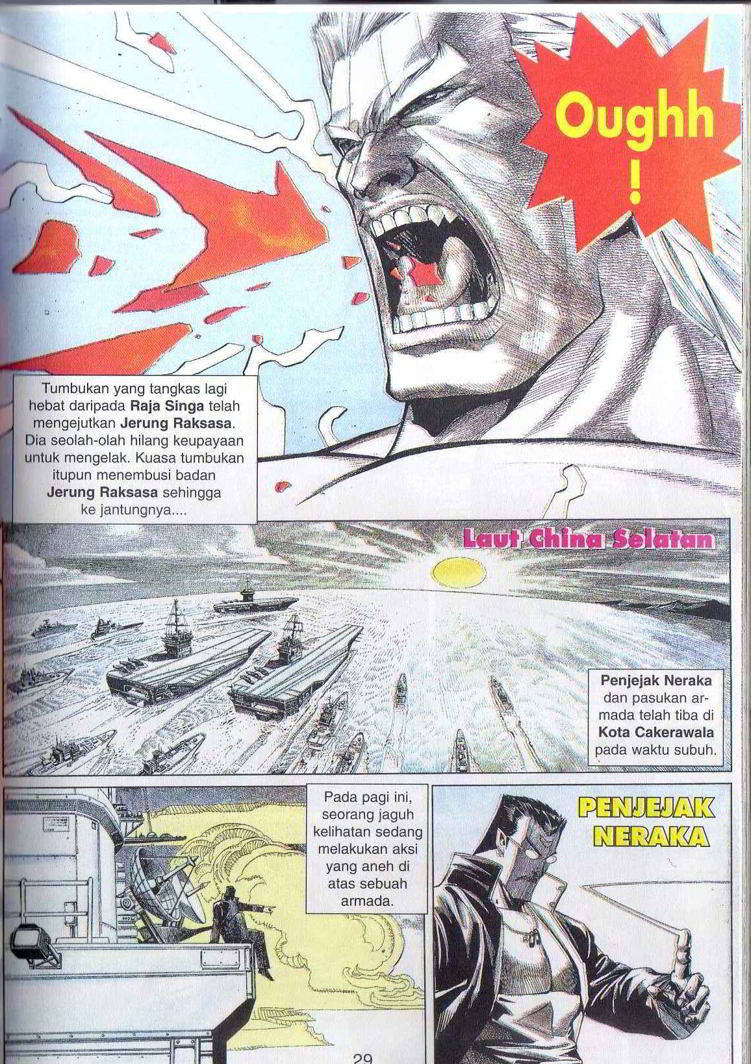 Oughh
!
Tumbukan yang tangkas lagi
hebat daripada Raja Singa telah
mengejutkan Jerung Raksasa.
Dia seolah-olah hilang keupayaan
untuk mengelak. Kuasa tumbukan
itupun menembusi badan
Jerung Raksasa sehingga
ke jantungnya....
Laut China Selatan
Penjejak Neraka
dan pasukan ar-
mada telah tiba di
Kota Cakerawala
pada waktu subuh.
Pada pagi ini,
seorang jaguh
kelihatan sedang
melakukan aksi
yang aneh di
atas sebuah
armada.
PENJEJAK
NERAKA
29